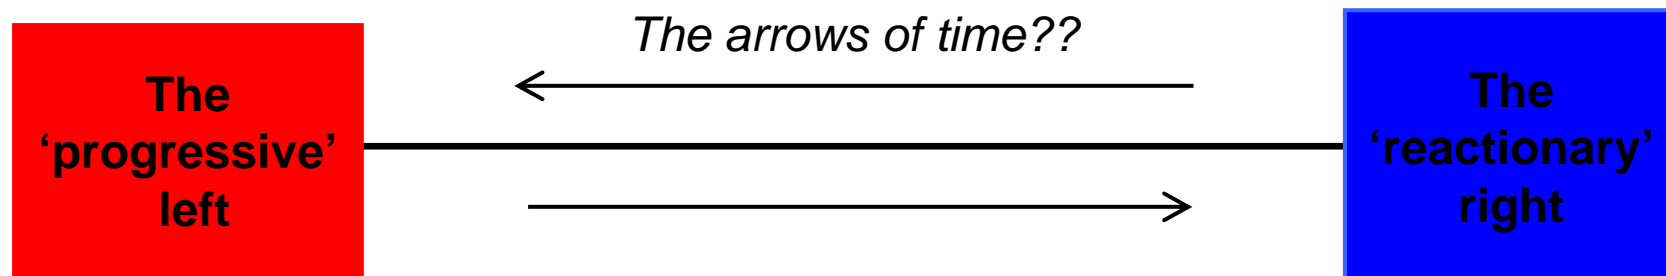 The arrows of time??
The
‘progressive’
left
The
‘reactionary’
right